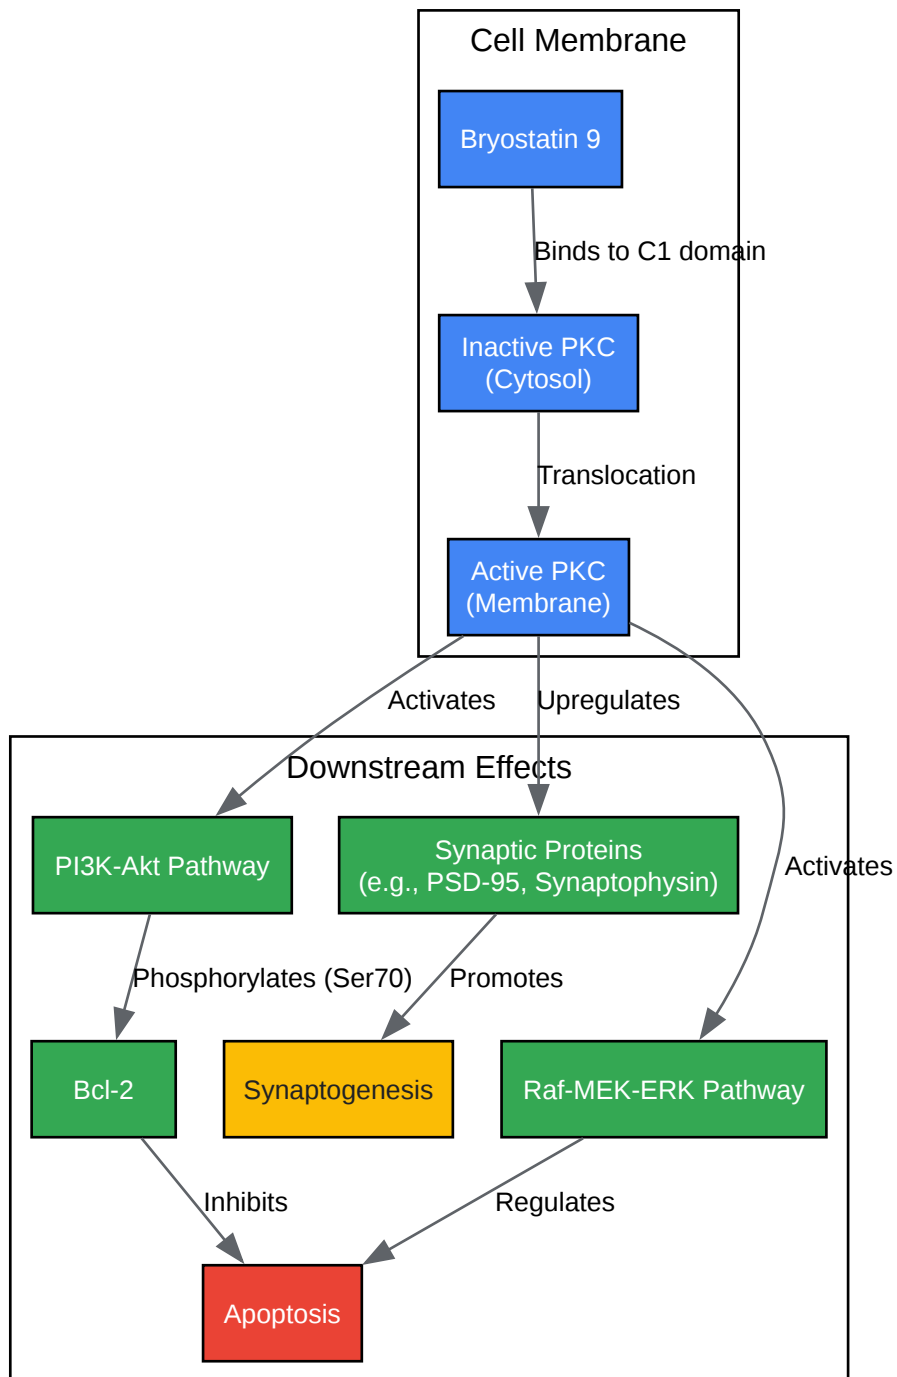 Cell Membrane
Bryostatin 9
Binds to C1 domain
Inactive PKC
(Cytosol)
Translocation
Active PKC
(Membrane)
Activates
Upregulates
Downstream Effects
PI3K-Akt Pathway
Synaptic Proteins
(e.g., PSD-95, Synaptophysin)
Activates
Phosphorylates (Ser70)
Promotes
Bcl-2
Synaptogenesis
Raf-MEK-ERK Pathway
Inhibits
Regulates
Apoptosis